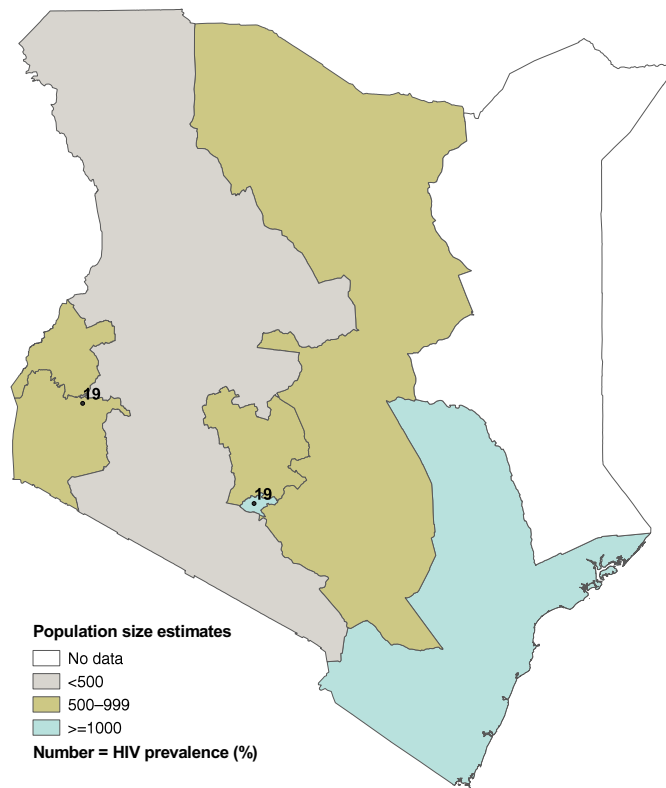 19
19
Population size estimates
No data
<500
500–999
>=1000
Number = HIV prevalence (%)